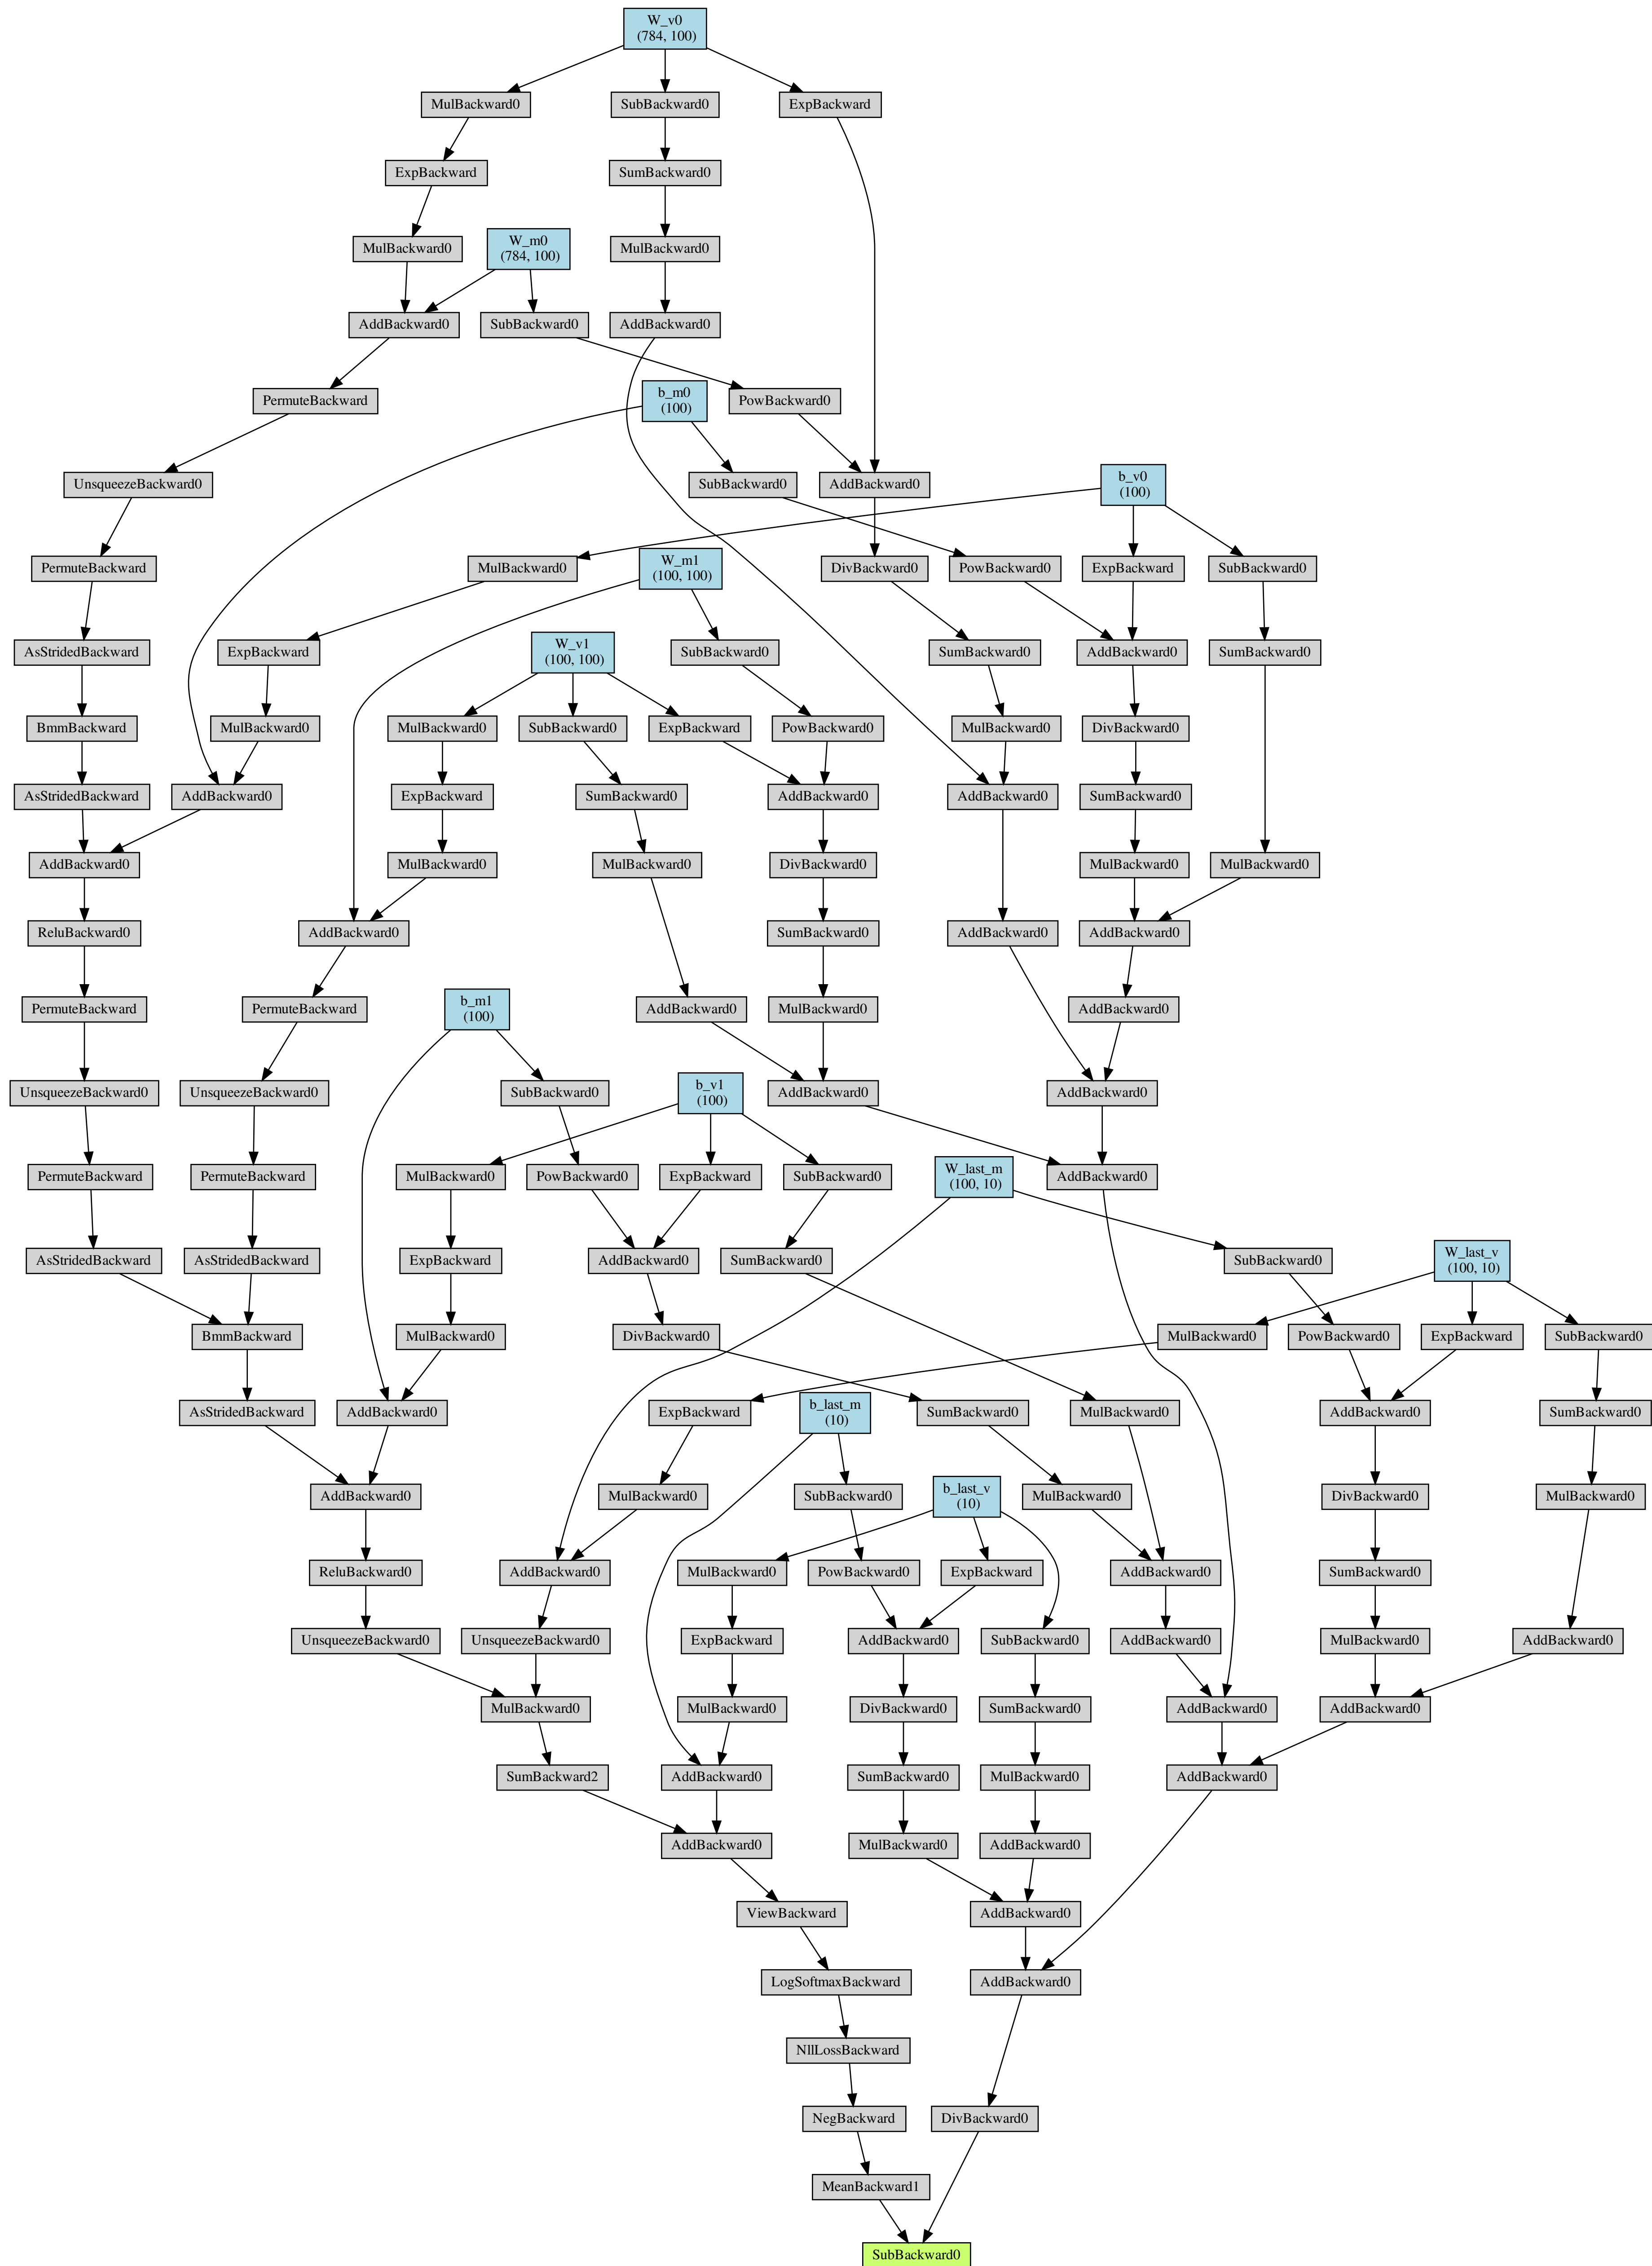 W_v0
(784, 100)
MulBackward0
SubBackward0
ExpBackward
ExpBackward
SumBackward0
MulBackward0
W_m0
(784, 100)
MulBackward0
AddBackward0
SubBackward0
AddBackward0
PermuteBackward
b_m0
(100)
PowBackward0
UnsqueezeBackward0
SubBackward0
AddBackward0
b_v0
(100)
PermuteBackward
MulBackward0
W_m1
(100, 100)
DivBackward0
PowBackward0
ExpBackward
SubBackward0
AsStridedBackward
ExpBackward
W_v1
(100, 100)
SubBackward0
SumBackward0
AddBackward0
SumBackward0
BmmBackward
MulBackward0
MulBackward0
SubBackward0
ExpBackward
PowBackward0
MulBackward0
DivBackward0
AsStridedBackward
AddBackward0
ExpBackward
SumBackward0
AddBackward0
AddBackward0
SumBackward0
AddBackward0
MulBackward0
MulBackward0
DivBackward0
MulBackward0
MulBackward0
ReluBackward0
AddBackward0
SumBackward0
AddBackward0
AddBackward0
PermuteBackward
PermuteBackward
b_m1
(100)
AddBackward0
MulBackward0
AddBackward0
UnsqueezeBackward0
UnsqueezeBackward0
SubBackward0
b_v1
(100)
AddBackward0
AddBackward0
PermuteBackward
PermuteBackward
MulBackward0
PowBackward0
ExpBackward
SubBackward0
W_last_m
(100, 10)
AddBackward0
AsStridedBackward
AsStridedBackward
ExpBackward
AddBackward0
SumBackward0
SubBackward0
W_last_v
(100, 10)
BmmBackward
MulBackward0
DivBackward0
MulBackward0
PowBackward0
ExpBackward
SubBackward0
AsStridedBackward
AddBackward0
ExpBackward
b_last_m
(10)
SumBackward0
MulBackward0
AddBackward0
SumBackward0
AddBackward0
MulBackward0
SubBackward0
b_last_v
(10)
MulBackward0
DivBackward0
MulBackward0
ReluBackward0
AddBackward0
MulBackward0
PowBackward0
ExpBackward
AddBackward0
SumBackward0
UnsqueezeBackward0
UnsqueezeBackward0
ExpBackward
AddBackward0
SubBackward0
AddBackward0
MulBackward0
AddBackward0
MulBackward0
MulBackward0
DivBackward0
SumBackward0
AddBackward0
AddBackward0
SumBackward2
AddBackward0
SumBackward0
MulBackward0
AddBackward0
AddBackward0
MulBackward0
AddBackward0
ViewBackward
AddBackward0
LogSoftmaxBackward
AddBackward0
NllLossBackward
NegBackward
DivBackward0
MeanBackward1
SubBackward0